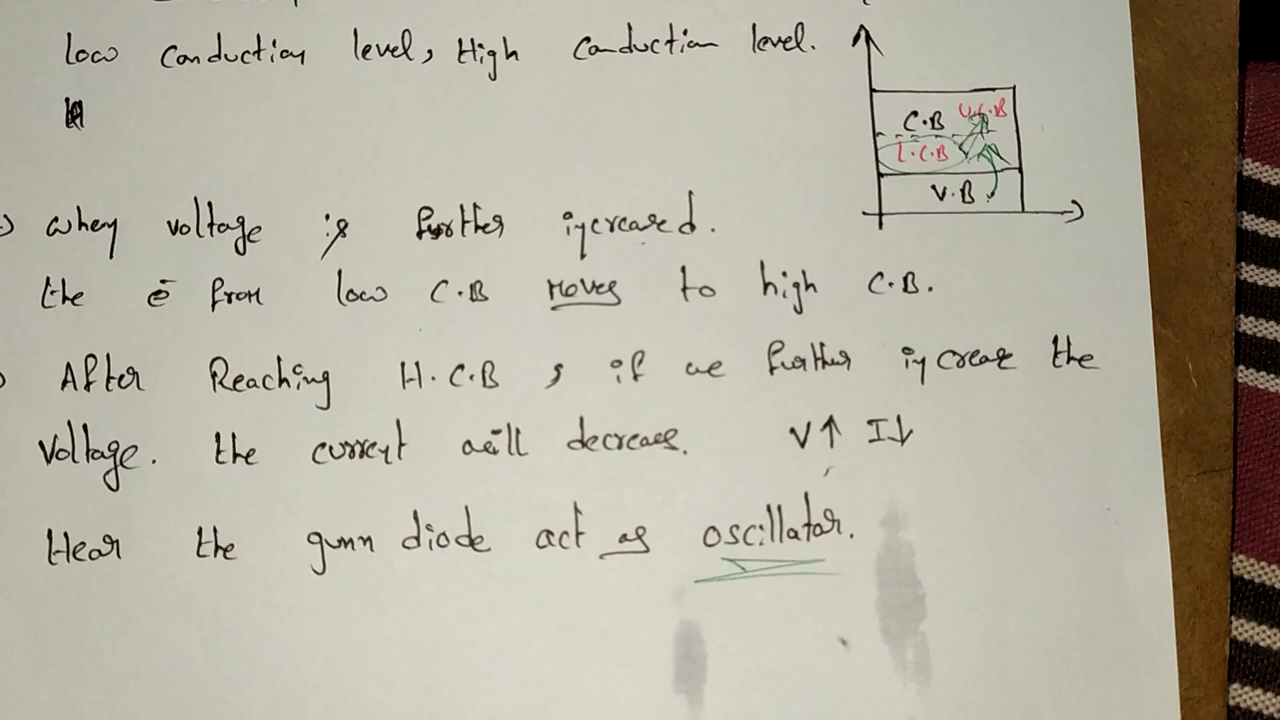 low conduction level, High conduction level.
C.B U.C.B
L.C.B
V.B
when voltage is further increased.
the e from low C.B moves to high C.B.
After Reaching H.C.B , if we further increase the
voltage. the current will decrease. V↑ I↓
Hear the gunn diode act as oscillator.